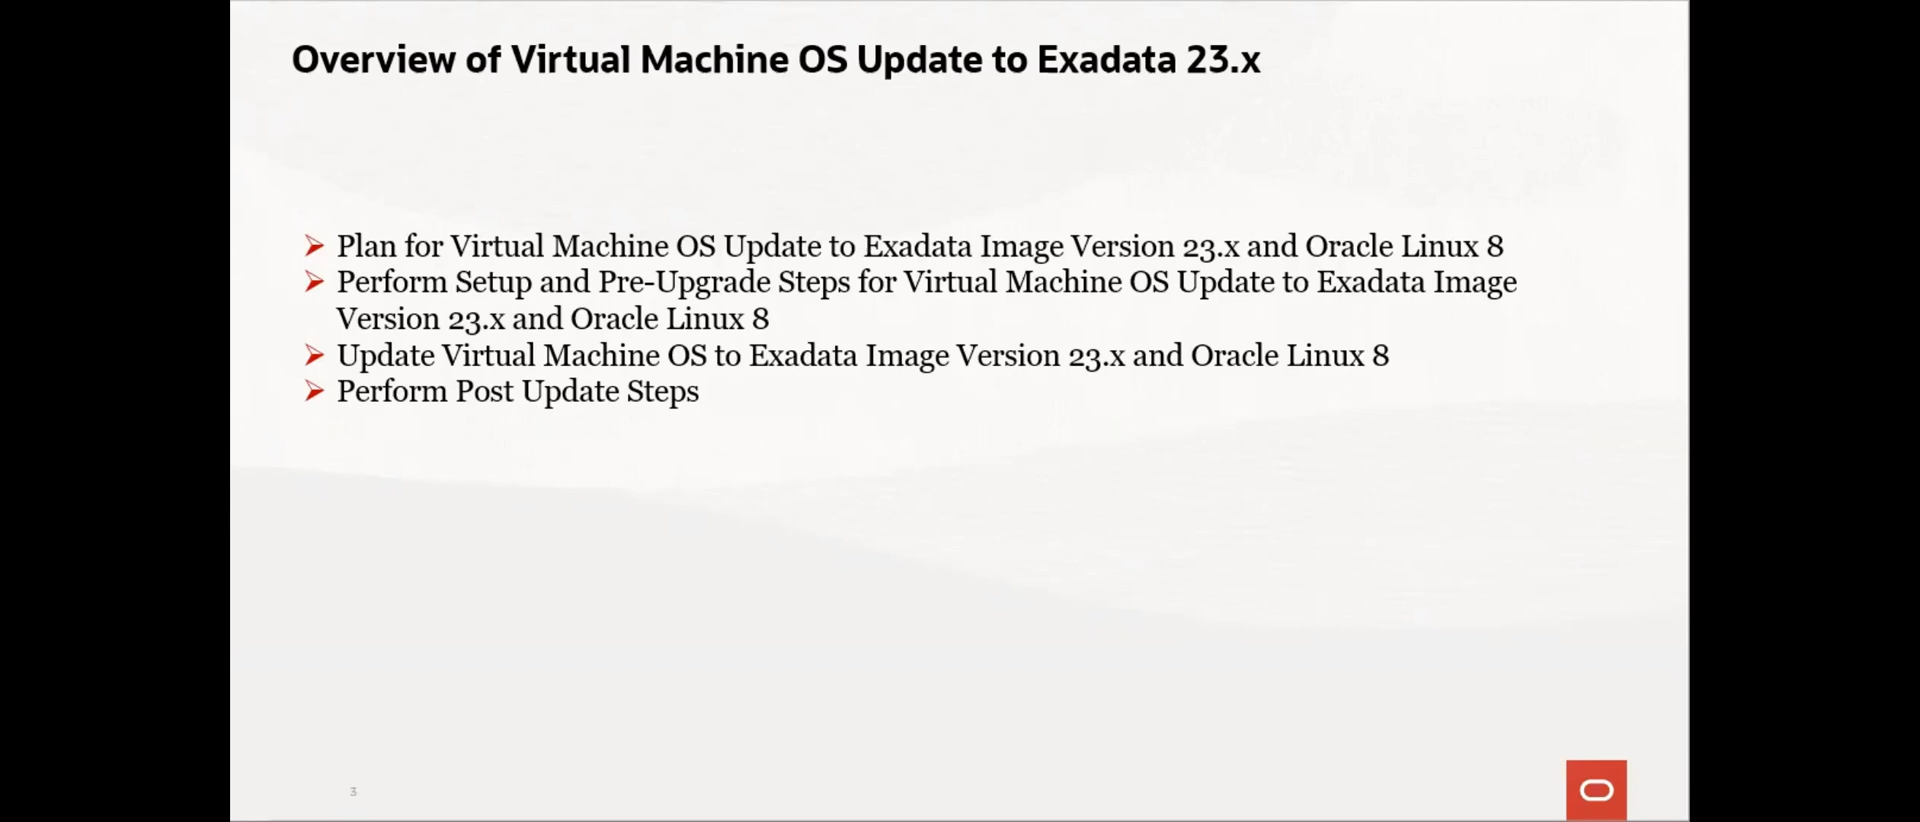 Overview of Virtual Machine OS Update to Exadata 23.x
Plan for Virtual Machine OS Update to Exadata Image Version 23.x and Oracle Linux 8
Perform Setup and Pre-Upgrade Steps for Virtual Machine OS Update to Exadata Image
Version 23.x and Oracle Linux 8
Update Virtual Machine OS to Exadata Image Version 23.x and Oracle Linux 8
Perform Post Update Steps
3